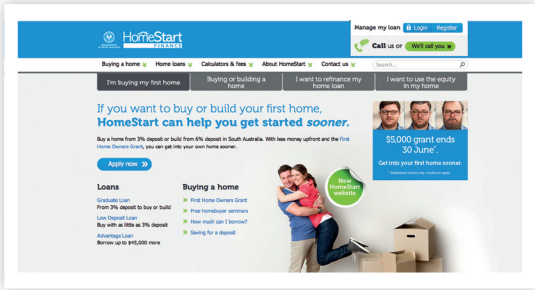 Manage my loan Login Register
HomeStart
FINANCE
Call us or We'll call you »
Buying a home Home loans Calculators & fees About HomeStart Contact us Search...
I'm buying my first home
Buying or building a home
I want to refinance my home loan
I want to use the equity in my home
If you want to buy or build your first home,
HomeStart can help you get started sooner.
Buy a home from 3% deposit or build from 6% deposit in South Australia. With less money upfront and the First
Home Owners Grant, you can get into your own home sooner.
Apply now »
$5,000 grant ends
30 June*.
Get into your first home sooner.
Loans
Graduate Loan
From 3% deposit to buy or build
Low Deposit Loan
Buy with as little as 3% deposit
Advantage Loan
Borrow up to $45,000 more
Buying a home
» First Home Owners Grant
» Free homebuyer seminars
» How much can I borrow?
» Saving for a deposit
New
HomeStart
website